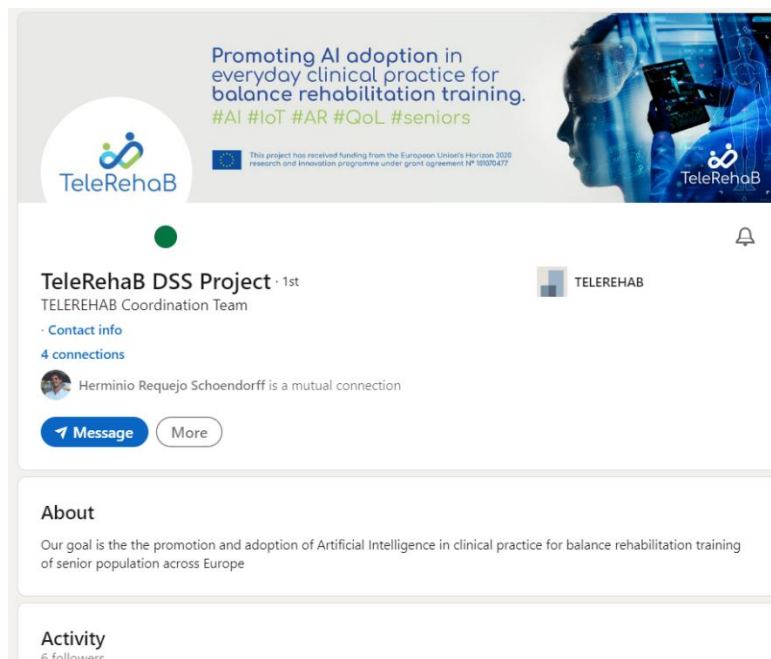 Promoting AI adoption in
everyday clinical practice for
balance rehabilitation training.
#AI #IoT #AR #QoL #seniors
This project has received funding from the European Union's Horizon 2020
research and innovation programme under grant agreement Nº 101070477
TeleRehaB
TeleRehaB
TeleRehaB DSS Project · 1st
TELEREHAB
TELEREHAB Coordination Team
· Contact info
4 connections
Herminio Requejo Schoendorff is a mutual connection
Message
More
About
Our goal is the the promotion and adoption of Artificial Intelligence in clinical practice for balance rehabilitation training
of senior population across Europe
Activity
6 followers